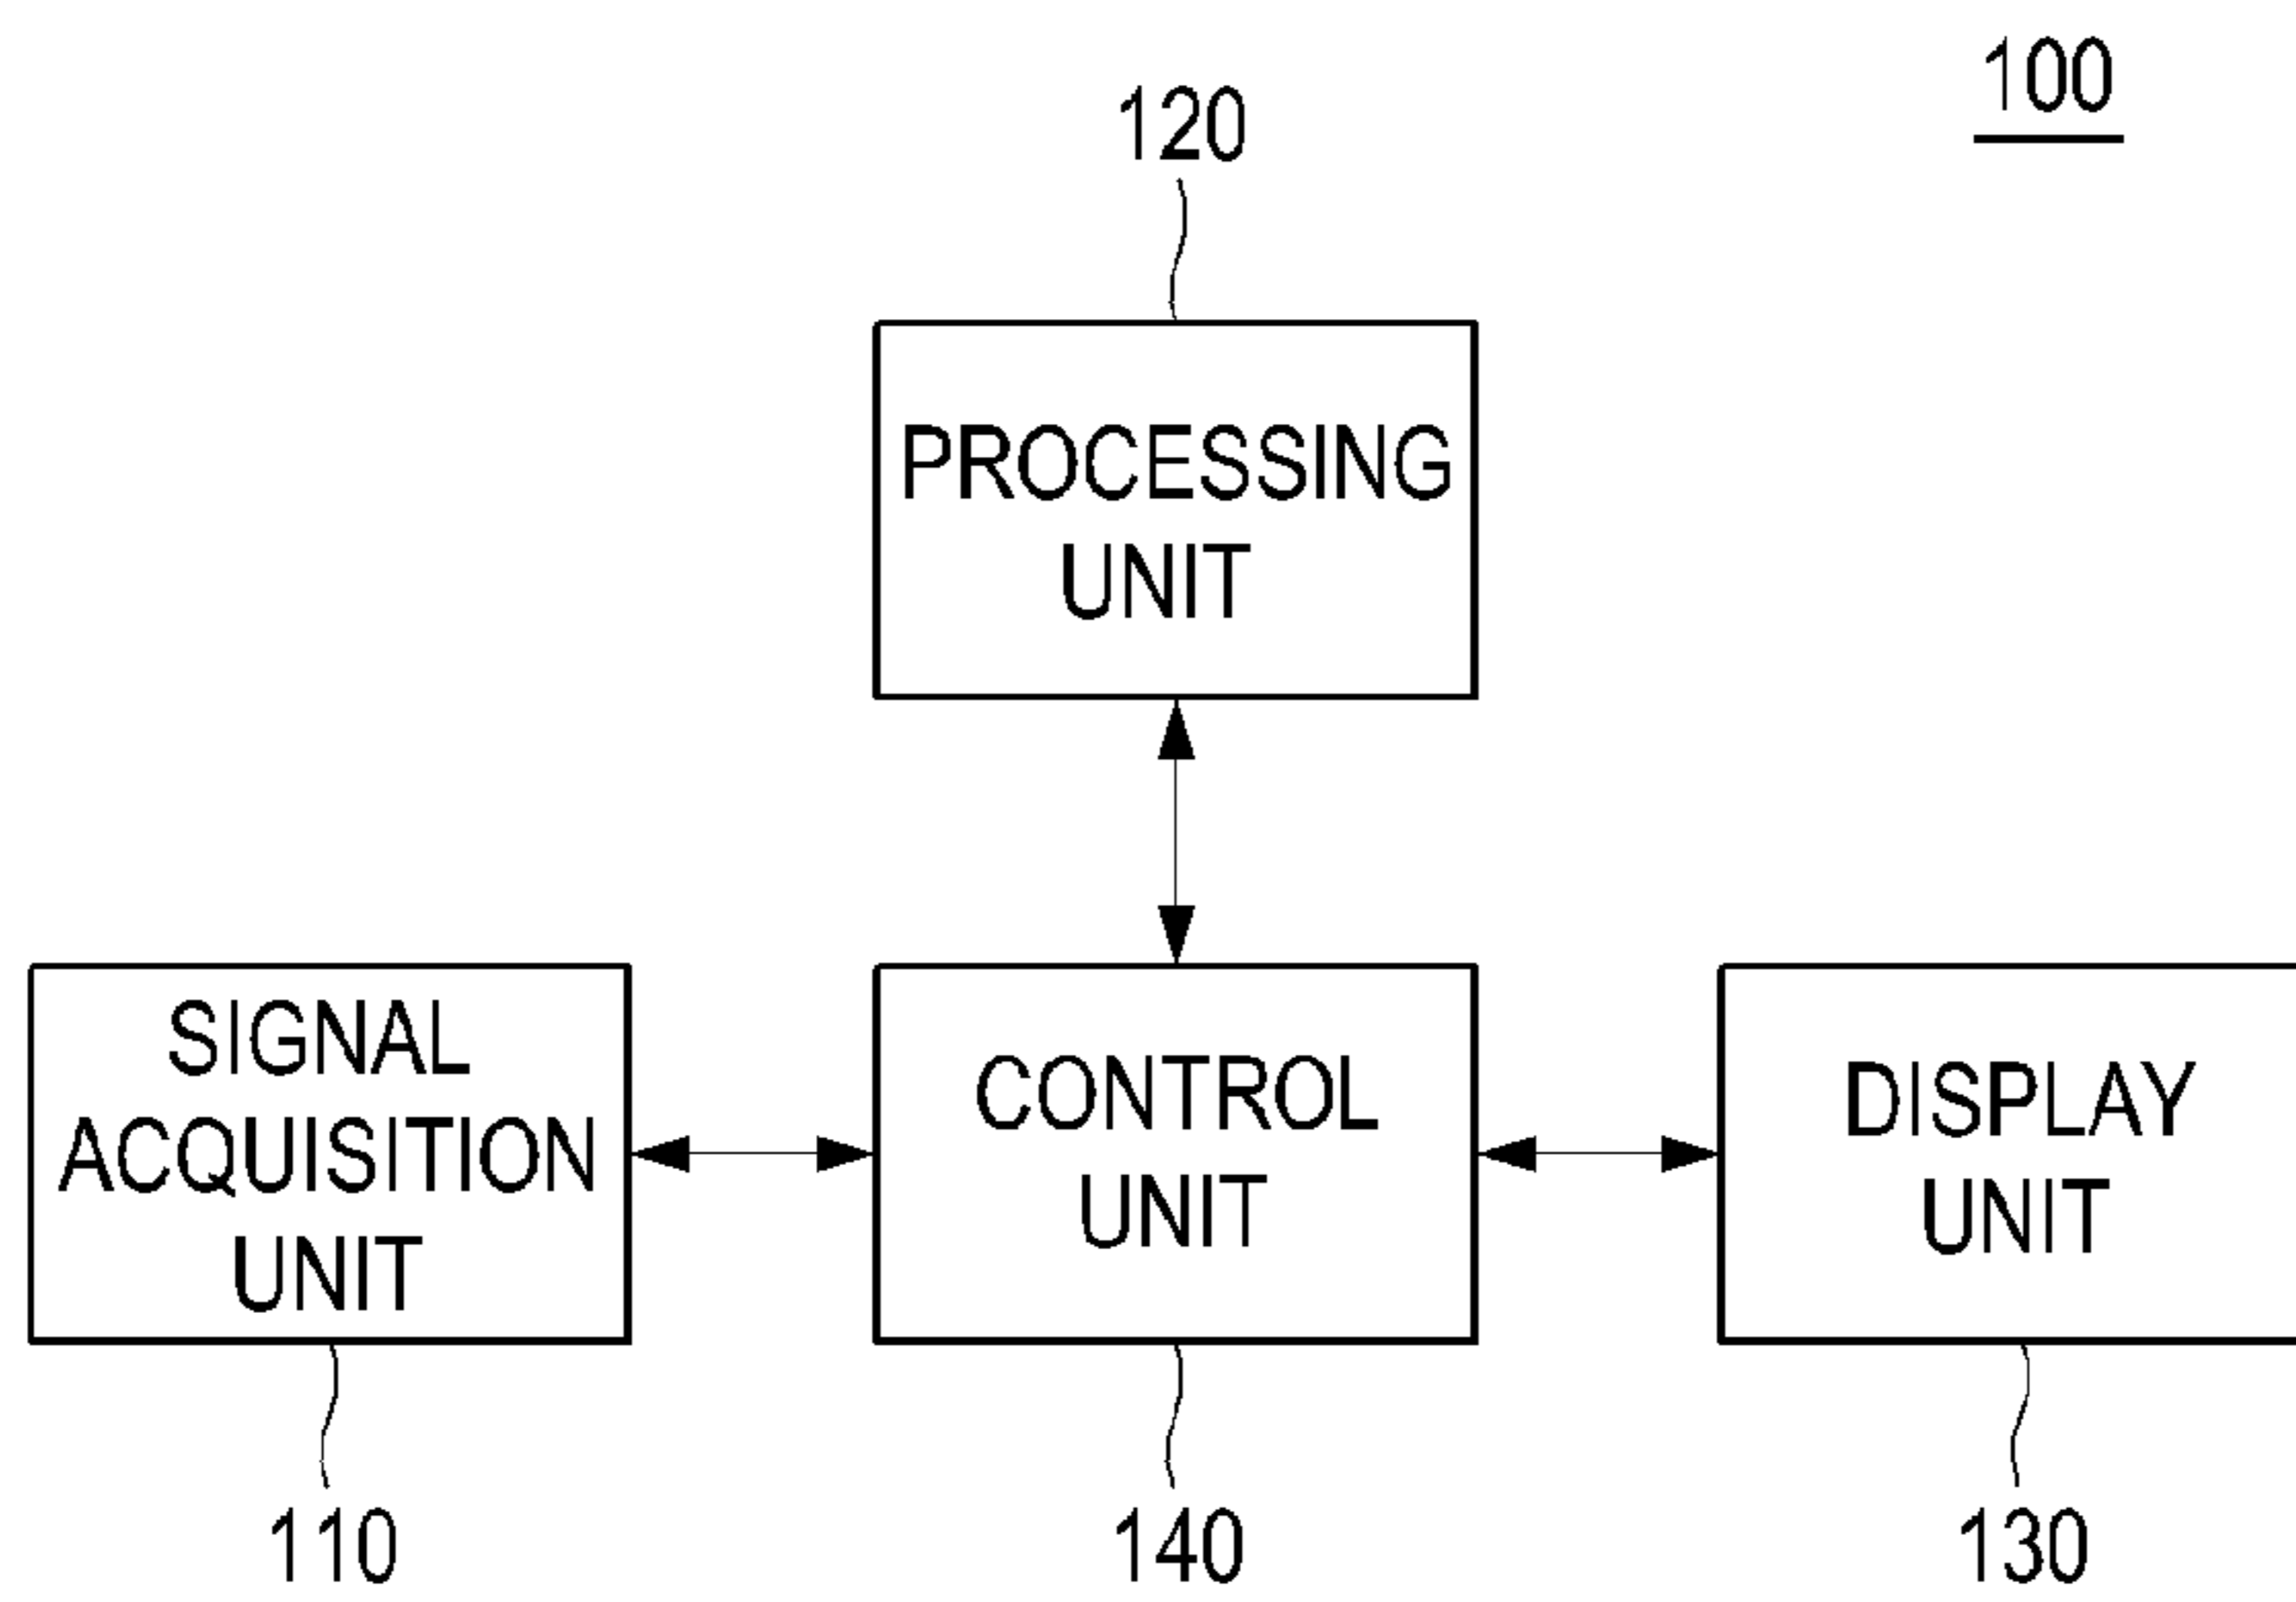 100
120
PROCESSING
UNIT
SIGNAL
ACQUISITION
UNIT
CONTROL
UNIT
DISPLAY
UNIT
110
140
130